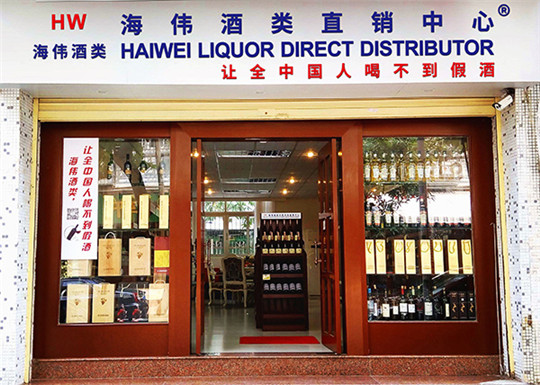 HW 海伟酒类直销中心®
海伟酒类 HAIWEI LIQUOR DIRECT DISTRIBUTOR
让全中国人喝不到假酒
让全中国人喝不到假酒
海伟酒类